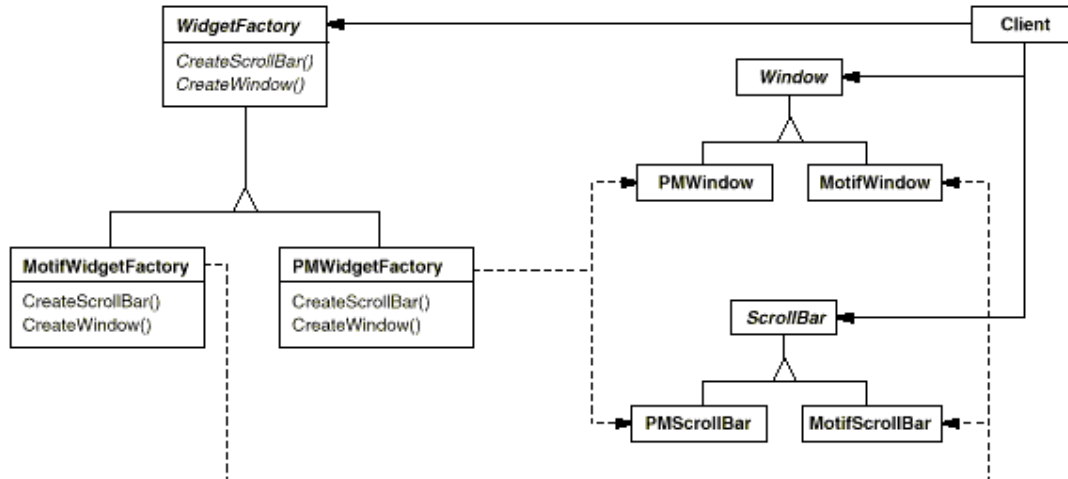 WidgetFactory
CreateScrollBar()
CreateWindow()
Client
Window
PMWindow
MotifWindow
MotifWidgetFactory
CreateScrollBar()
CreateWindow()
PMWidgetFactory
CreateScrollBar()
CreateWindow()
ScrollBar
PMScrollBar
MotifScrollBar